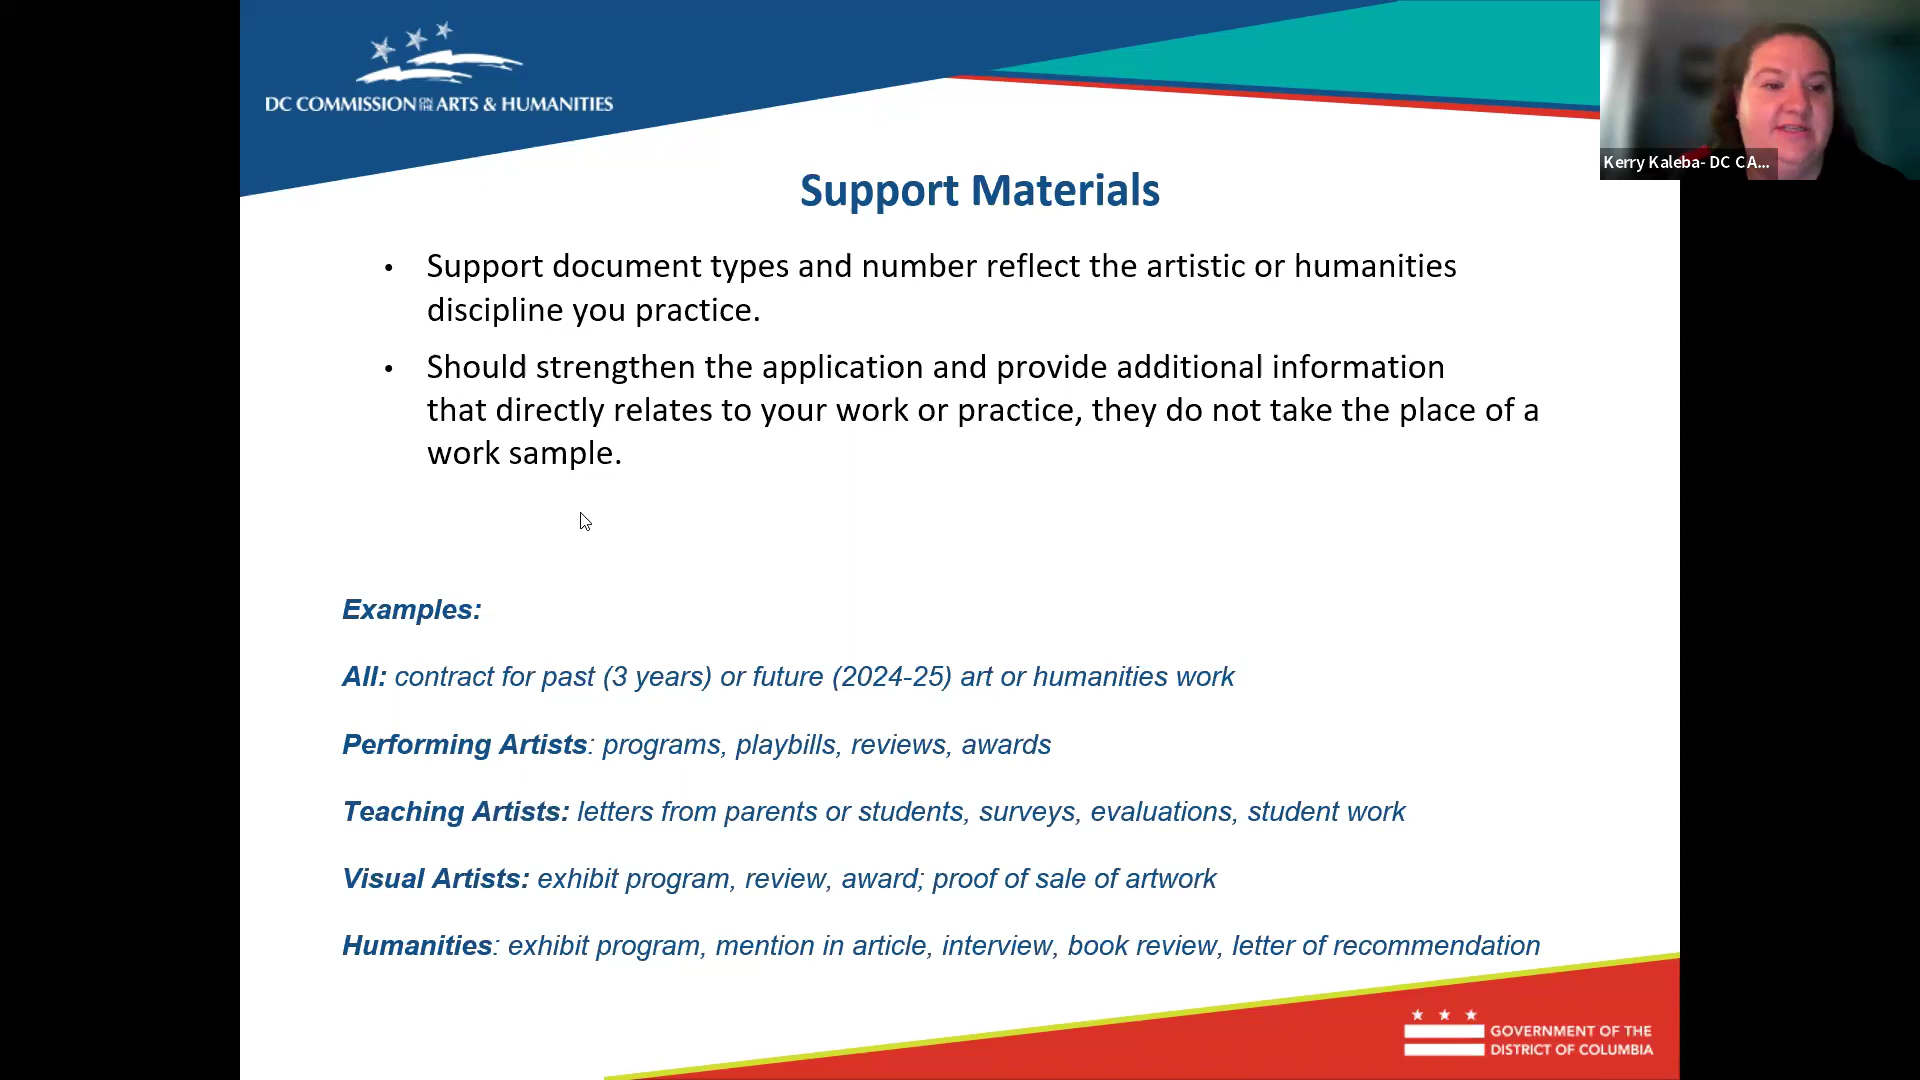 DC COMMISSION ON THE ARTS & HUMANITIES
Kerry Kaleba- DC CA...
Support Materials
• Support document types and number reflect the artistic or humanities
discipline you practice.
• Should strengthen the application and provide additional information
that directly relates to your work or practice, they do not take the place of a
work sample.
Examples:
All: contract for past (3 years) or future (2024-25) art or humanities work
Performing Artists: programs, playbills, reviews, awards
Teaching Artists: letters from parents or students, surveys, evaluations, student work
Visual Artists: exhibit program, review, award; proof of sale of artwork
Humanities: exhibit program, mention in article, interview, book review, letter of recommendation
GOVERNMENT OF THE
DISTRICT OF COLUMBIA